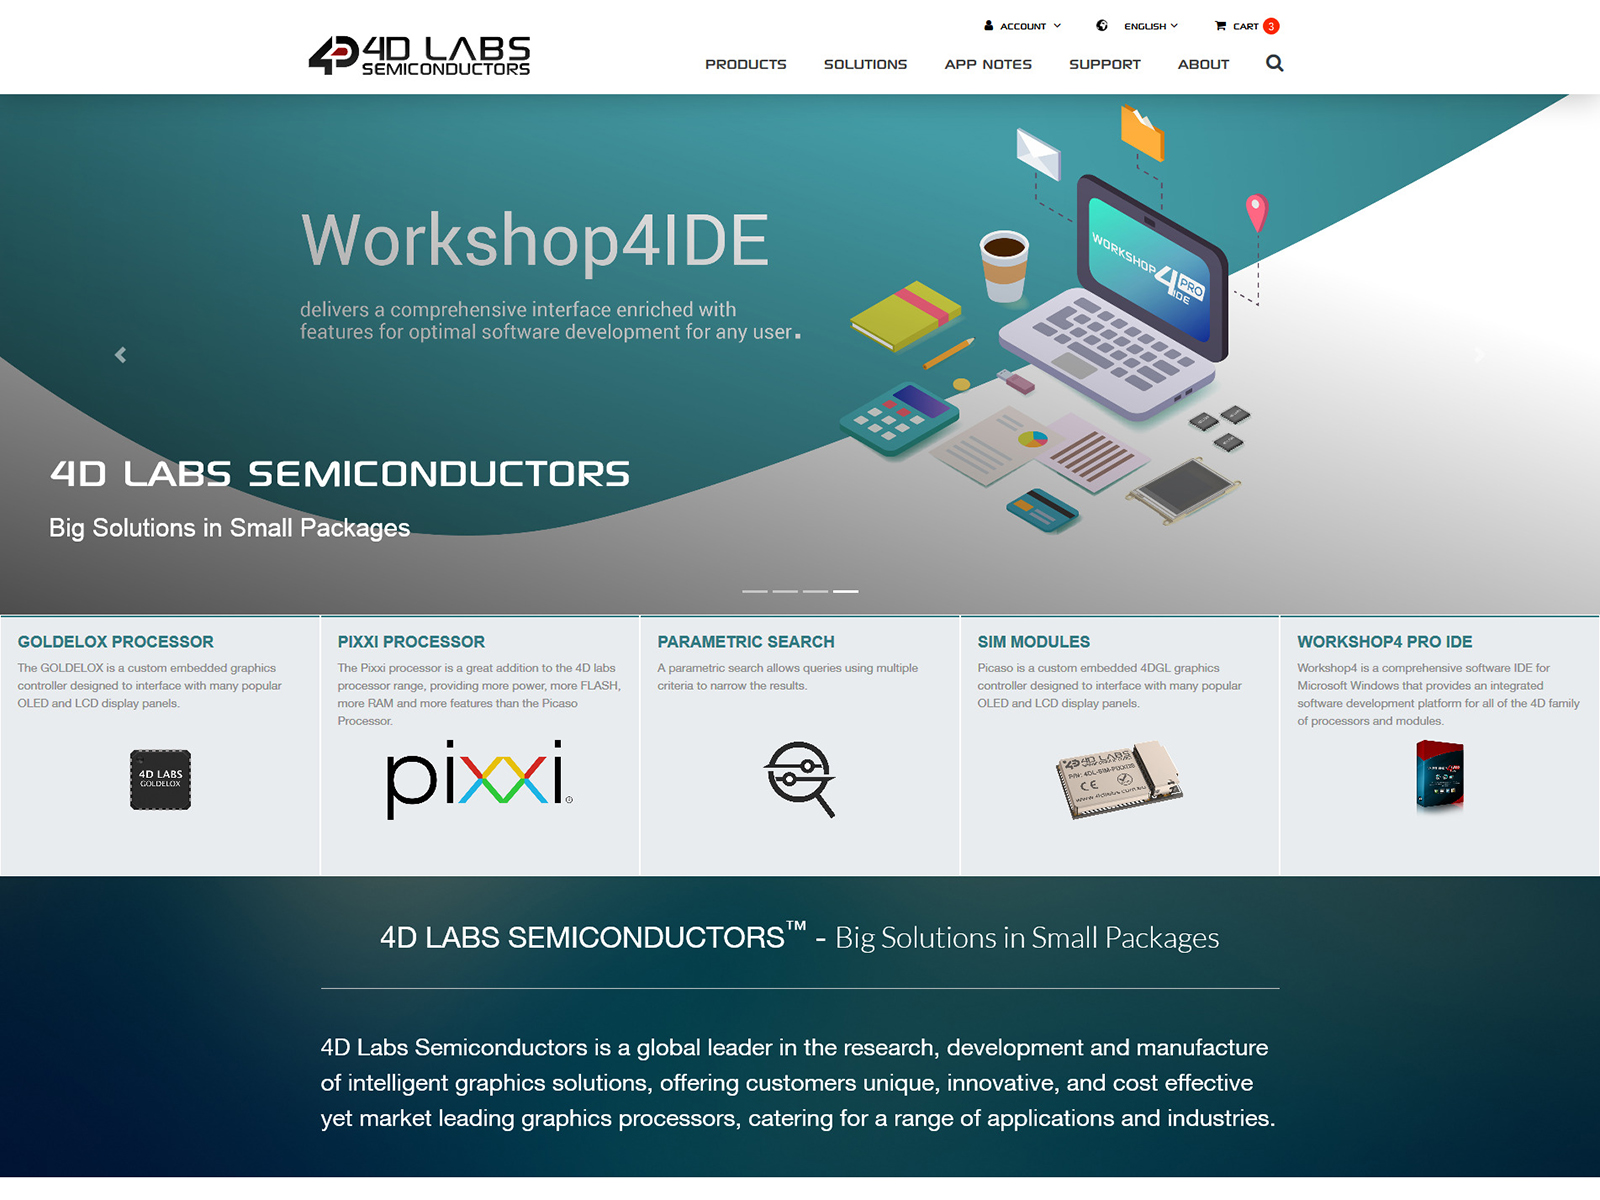 ACCOUNT
ENGLISH
CART 3
4D LABS
SEMICONDUCTORS
PRODUCTS SOLUTIONS APP NOTES SUPPORT ABOUT
Workshop4IDE
delivers a comprehensive interface enriched with
features for optimal software development for any user.
WORKSHOP
4
PRO
IDE
4D LABS SEMICONDUCTORS
Big Solutions in Small Packages
GOLDELOX PROCESSOR
The GOLDELOX is a custom embedded graphics
controller designed to interface with many popular
OLED and LCD display panels.
4D LABS
GOLDELOX
PIXXI PROCESSOR
The Pixxi processor is a great addition to the 4D labs
processor range, providing more power, more FLASH,
more RAM and more features than the Picaso
Processor.
pixxi
PARAMETRIC SEARCH
A parametric search allows queries using multiple
criteria to narrow the results.
SIM MODULES
Picaso is a custom embedded 4DGL graphics
controller designed to interface with many popular
OLED and LCD display panels.
4D LABS
CE
WORKSHOP4 PRO IDE
Workshop4 is a comprehensive software IDE for
Microsoft Windows that provides an integrated
software development platform for all of the 4D family
of processors and modules.
4D LABS SEMICONDUCTORS™ - Big Solutions in Small Packages
4D Labs Semiconductors is a global leader in the research, development and manufacture
of intelligent graphics solutions, offering customers unique, innovative, and cost effective
yet market leading graphics processors, catering for a range of applications and industries.